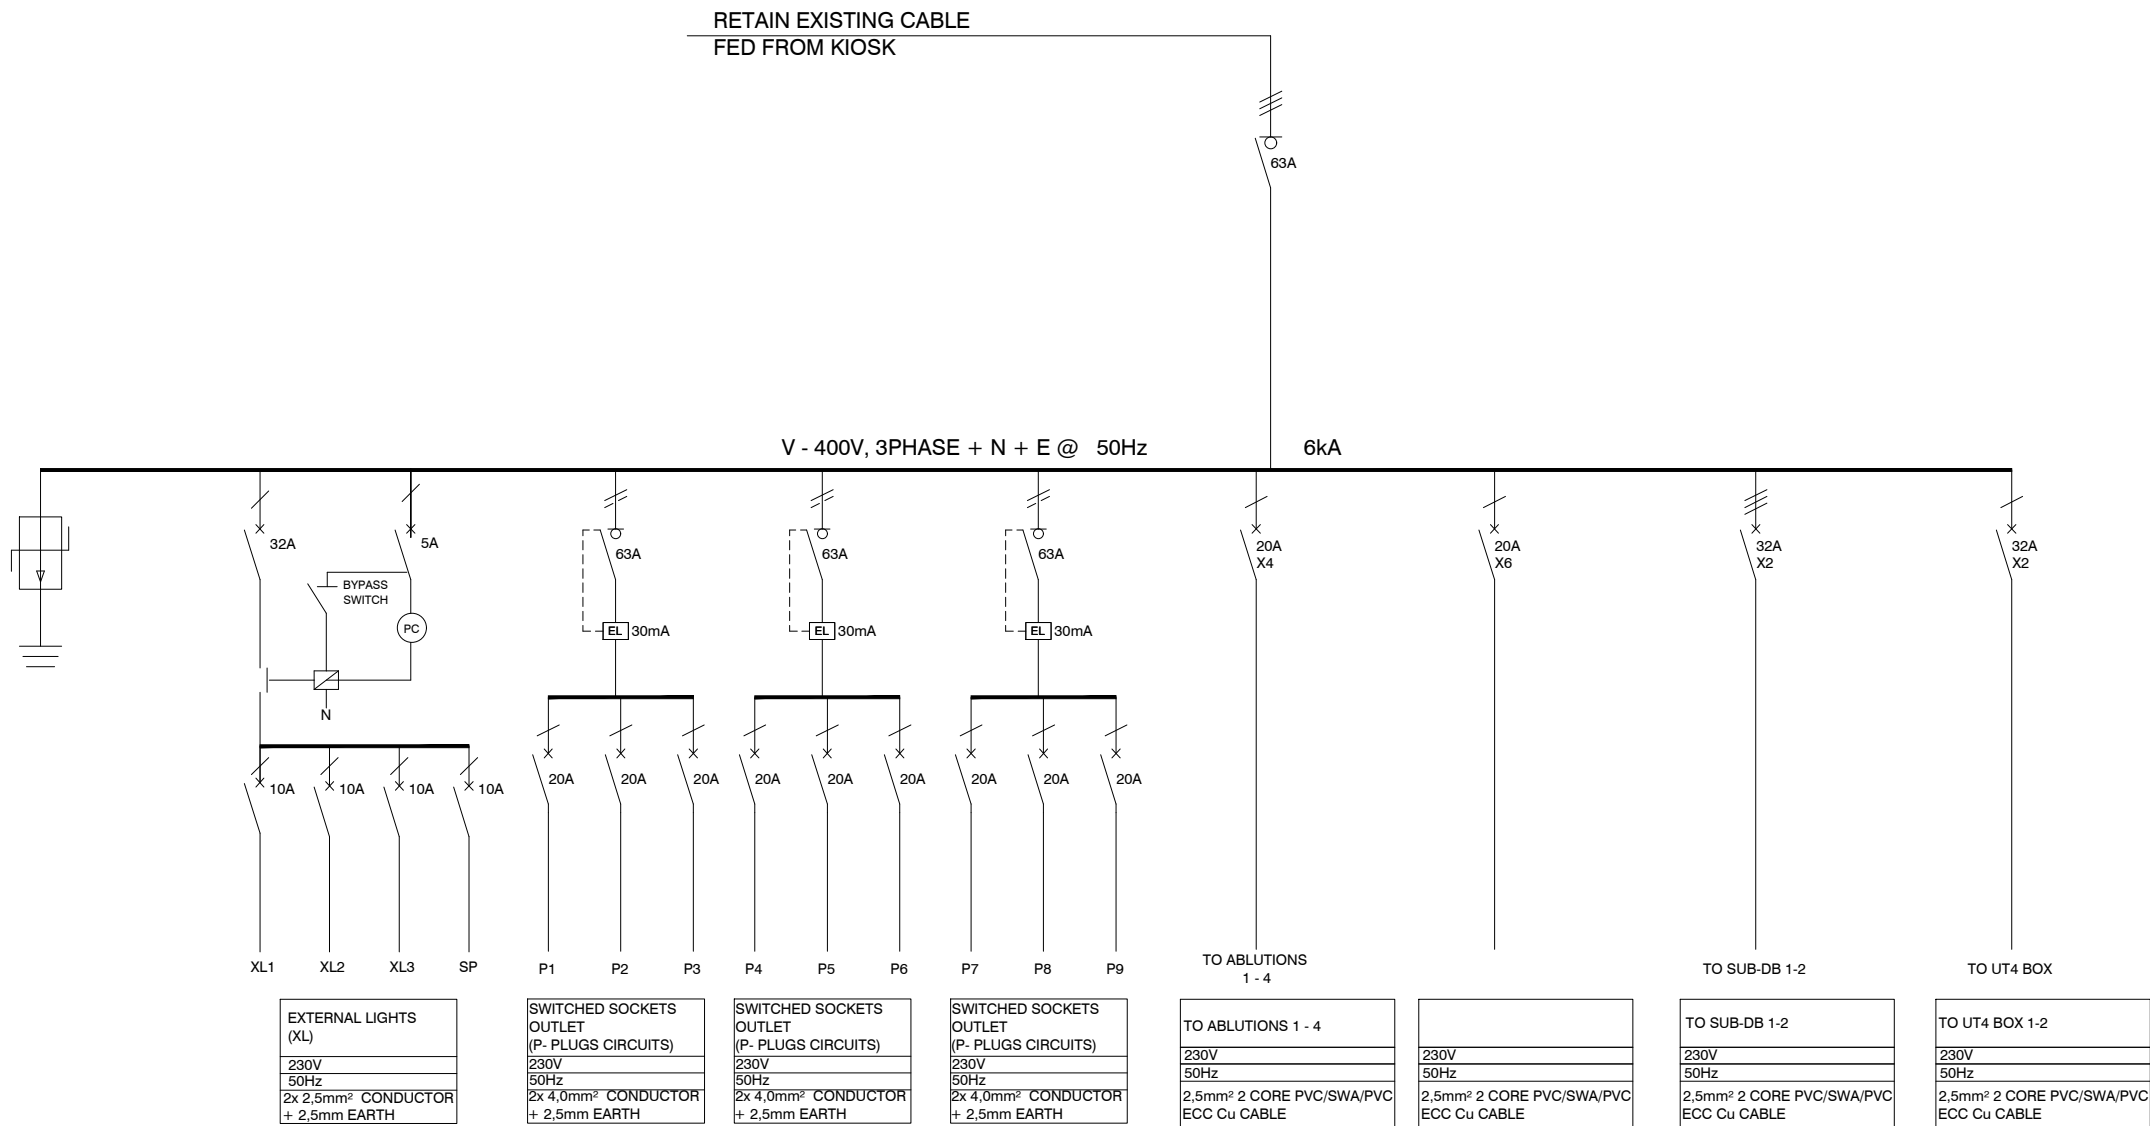 RETAIN EXISTING CABLE
FED FROM KIOSK
63A
V - 400V, 3PHASE + N + E @ 50Hz 6kA
32A
5A
BYPASS
SWITCH
PC
N
10A 10A 10A 10A
63A
EL 30mA
20A 20A 20A
63A
EL 30mA
20A 20A 20A
63A
EL 30mA
20A 20A 20A
20A
X4
20A
X6
32A
X2
32A
X2
XL1 XL2 XL3 SP
P1 P2 P3
P4 P5 P6
P7 P8 P9
TO ABLUTIONS
1 - 4
TO SUB-DB 1-2
TO UT4 BOX
EXTERNAL LIGHTS
(XL)
230V
50Hz
2x 2,5mm² CONDUCTOR
+ 2,5mm EARTH
SWITCHED SOCKETS
OUTLET
(P- PLUGS CIRCUITS)
230V
50Hz
2x 4,0mm² CONDUCTOR
+ 2,5mm EARTH
SWITCHED SOCKETS
OUTLET
(P- PLUGS CIRCUITS)
230V
50Hz
2x 4,0mm² CONDUCTOR
+ 2,5mm EARTH
SWITCHED SOCKETS
OUTLET
(P- PLUGS CIRCUITS)
230V
50Hz
2x 4,0mm² CONDUCTOR
+ 2,5mm EARTH
TO ABLUTIONS 1 - 4
230V
50Hz
2,5mm² 2 CORE PVC/SWA/PVC
ECC Cu CABLE
230V
50Hz
2,5mm² 2 CORE PVC/SWA/PVC
ECC Cu CABLE
TO SUB-DB 1-2
230V
50Hz
2,5mm² 2 CORE PVC/SWA/PVC
ECC Cu CABLE
TO UT4 BOX 1-2
230V
50Hz
2,5mm² 2 CORE PVC/SWA/PVC
ECC Cu CABLE